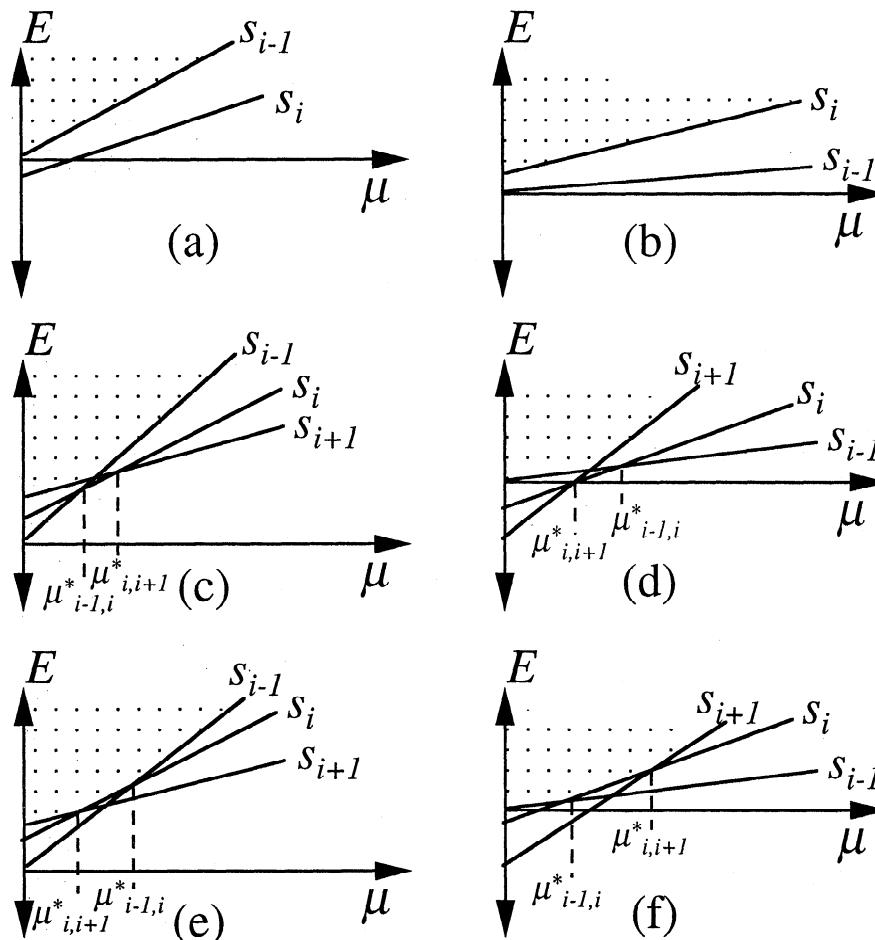 E
s_{i-1}
s_i
μ
(a)
s_i
s_{i-1}
μ
(b)
E
s_{i-1}
s_i
s_{i+1}
μ
μ*_{i-1,i}
μ*_{i,i+1}
(c)
E
s_{i+1}
s_i
s_{i-1}
μ
μ*_{i,i+1}
μ*_{i-1,i}
(d)
E
s_{i-1}
s_i
s_{i+1}
μ
μ*_{i,i+1}
μ*_{i-1,i}
(e)
E
s_{i+1}
s_i
s_{i-1}
μ
μ*_{i-1,i}
μ*_{i,i+1}
(f)